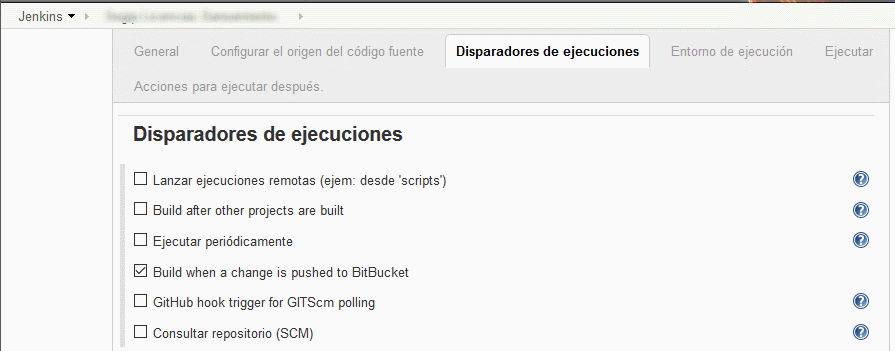 Jenkins
General Configurar el origen del código fuente Disparadores de ejecuciones Entorno de ejecución Ejecutar
Acciones para ejecutar después.
Disparadores de ejecuciones
Lanzar ejecuciones remotas (ejem: desde 'scripts')
Build after other projects are built
Ejecutar periódicamente
Build when a change is pushed to BitBucket
GitHub hook trigger for GITScm polling
Consultar repositorio (SCM)